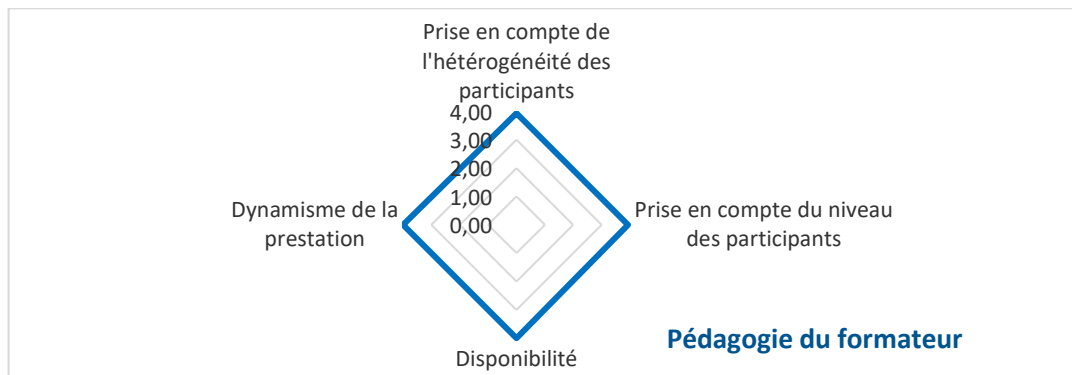 Prise en compte de
l'hétérogénéité des
participants
4,00
3,00
2,00
1,00
0,00
Dynamisme de la
prestation
Prise en compte du niveau
des participants
Disponibilité
Pédagogie du formateur